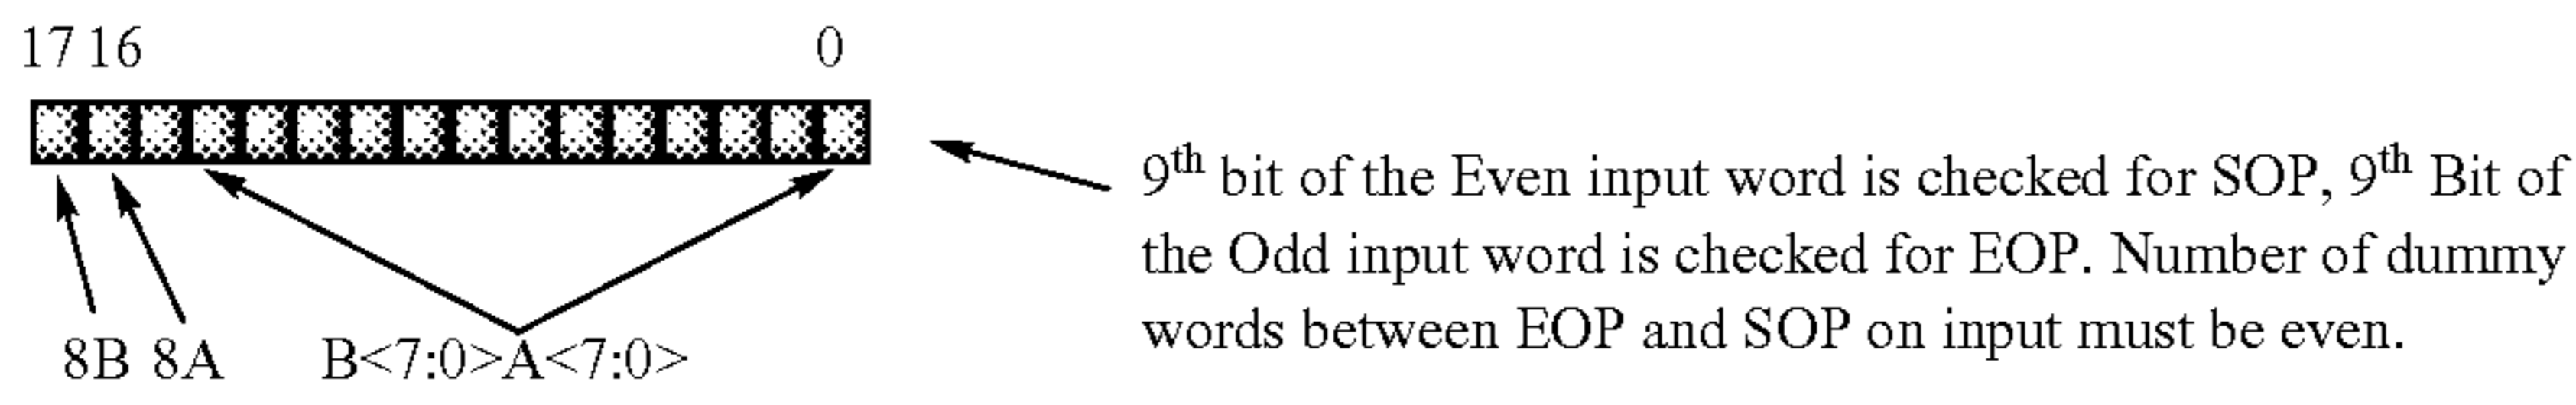 17 16 0
9th bit of the Even input word is checked for SOP, 9th Bit of
the Odd input word is checked for EOP. Number of dummy
words between EOP and SOP on input must be even.
8B 8A B<7:0>A<7:0>